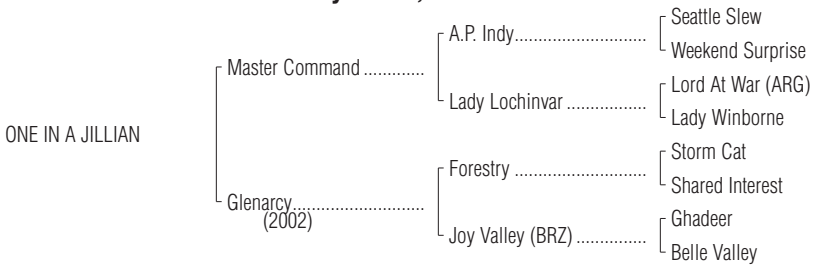 Seattle Slew
A.P. Indy
Weekend Surprise
Master Command
Lord At War (ARG)
Lady Lochinvar
Lady Winborne
ONE IN A JILLIAN
Storm Cat
Forestry
Shared Interest
Glenarcy
(2002)
Ghadeer
Joy Valley (BRZ)
Belle Valley